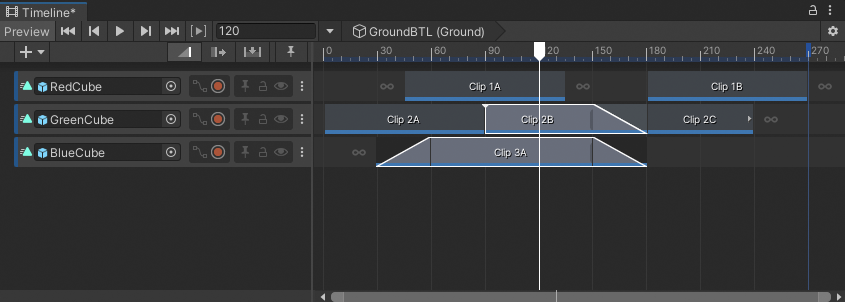 Timeline*
Preview 120 GroundBTL (Ground)
0 30 60 90 120 150 180 210 240 270
RedCube Clip 1A Clip 1B
GreenCube Clip 2A Clip 2B Clip 2C
BlueCube Clip 3A